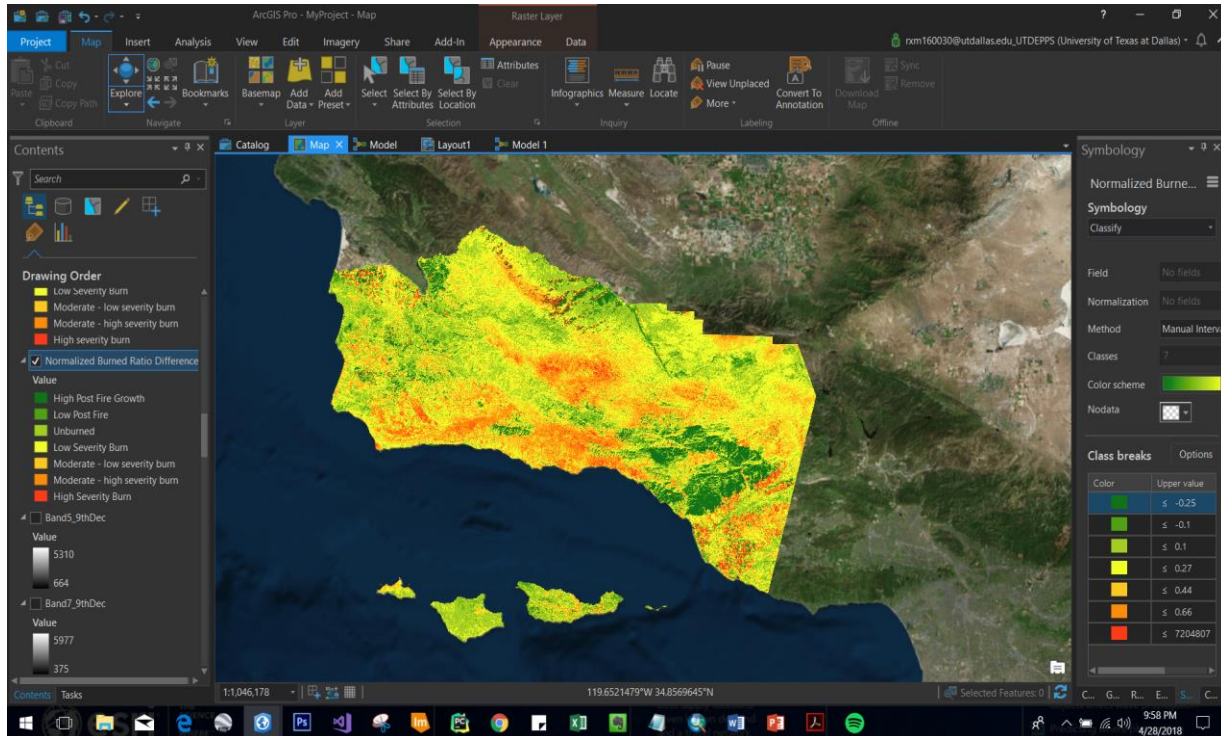 ArcGIS Pro - MyProject - Map
Raster Layer
Project Map Insert Analysis View Edit Imagery Share Add-In Appearance Data
rxm160030@utdallas.edu_UTDEPPS (University of Texas at Dallas)
Paste
Cut
Copy
Copy Path
Clipboard
Explore
Bookmarks
Navigate
Basemap
Add Data
Add Preset
Layer
Select
Select By Attributes
Select By Location
Attributes
Clear
Selection
Infographics
Measure
Locate
Inquiry
Pause
View Unplaced
More
Convert To Annotation
Labeling
Download Map
Sync
Remove
Offline
Contents
Search
Drawing Order
Low Severity Burn
Moderate - low severity burn
Moderate - high severity burn
High severity burn
Normalized Burned Ratio Difference
Value
High Post Fire Growth
Low Post Fire
Unburned
Low Severity Burn
Moderate - low severity burn
Moderate - high severity burn
High Severity Burn
Band5_9thDec
Value
5310
664
Band7_9thDec
Value
5977
375
Contents Tasks
Catalog Map Model Layout1 Model 1
1:1,046,178
119.6521479°W 34.8569645°N
Selected Features: 0
Symbology
Normalized Burne...
Symbology
Classify
Field No fields
Normalization No fields
Method Manual Interv
Classes 7
Color scheme
Nodata
Class breaks Options
Color Upper value
≤ -0.25
≤ -0.1
≤ 0.1
≤ 0.27
≤ 0.44
≤ 0.66
≤ 7204807
C... G... R... E... S... C...
9:58 PM
4/28/2018